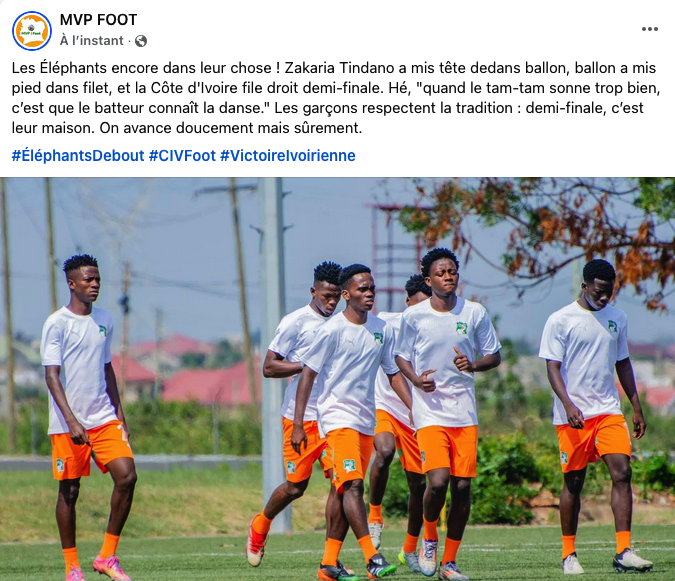 MVP FOOT
À l'instant ·
Les Éléphants encore dans leur chose ! Zakaria Tindano a mis tête dedans ballon, ballon a mis
pied dans filet, et la Côte d'Ivoire file droit demi-finale. Hé, "quand le tam-tam sonne trop bien,
c’est que le batteur connaît la danse." Les garçons respectent la tradition : demi-finale, c’est
leur maison. On avance doucement mais sûrement.
#ÉléphantsDebout #CIVFoot #VictoireIvoirienne